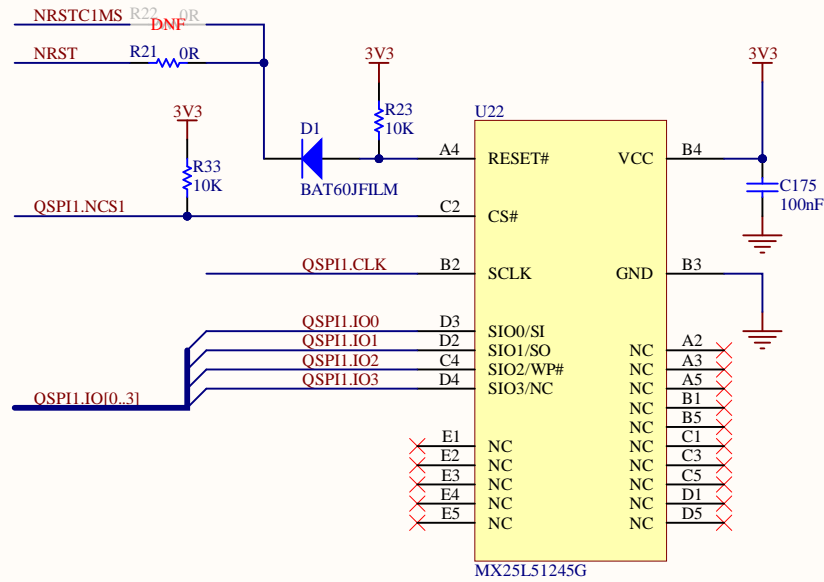 NRSTC1MS R22 0R
DNF
NRST R21 0R
3V3
3V3
3V3
R23
10K
R33
10K
D1
BAT60JFILM
U22
A4 RESET# VCC B4
C175
100nF
QSPI1.NCS1 C2 CS#
QSPI1.CLK B2 SCLK GND B3
QSPI1.IO0 D3 SIO0/SI
QSPI1.IO1 D2 SIO1/SO NC A2
QSPI1.IO2 C4 SIO2/WP# NC A3
QSPI1.IO3 D4 SIO3/NC NC A5
QSPI1.IO[0..3] NC B1
NC B5
E1 NC NC C1
E2 NC NC C3
E3 NC NC C5
E4 NC NC D1
E5 NC NC D5
MX25L51245G